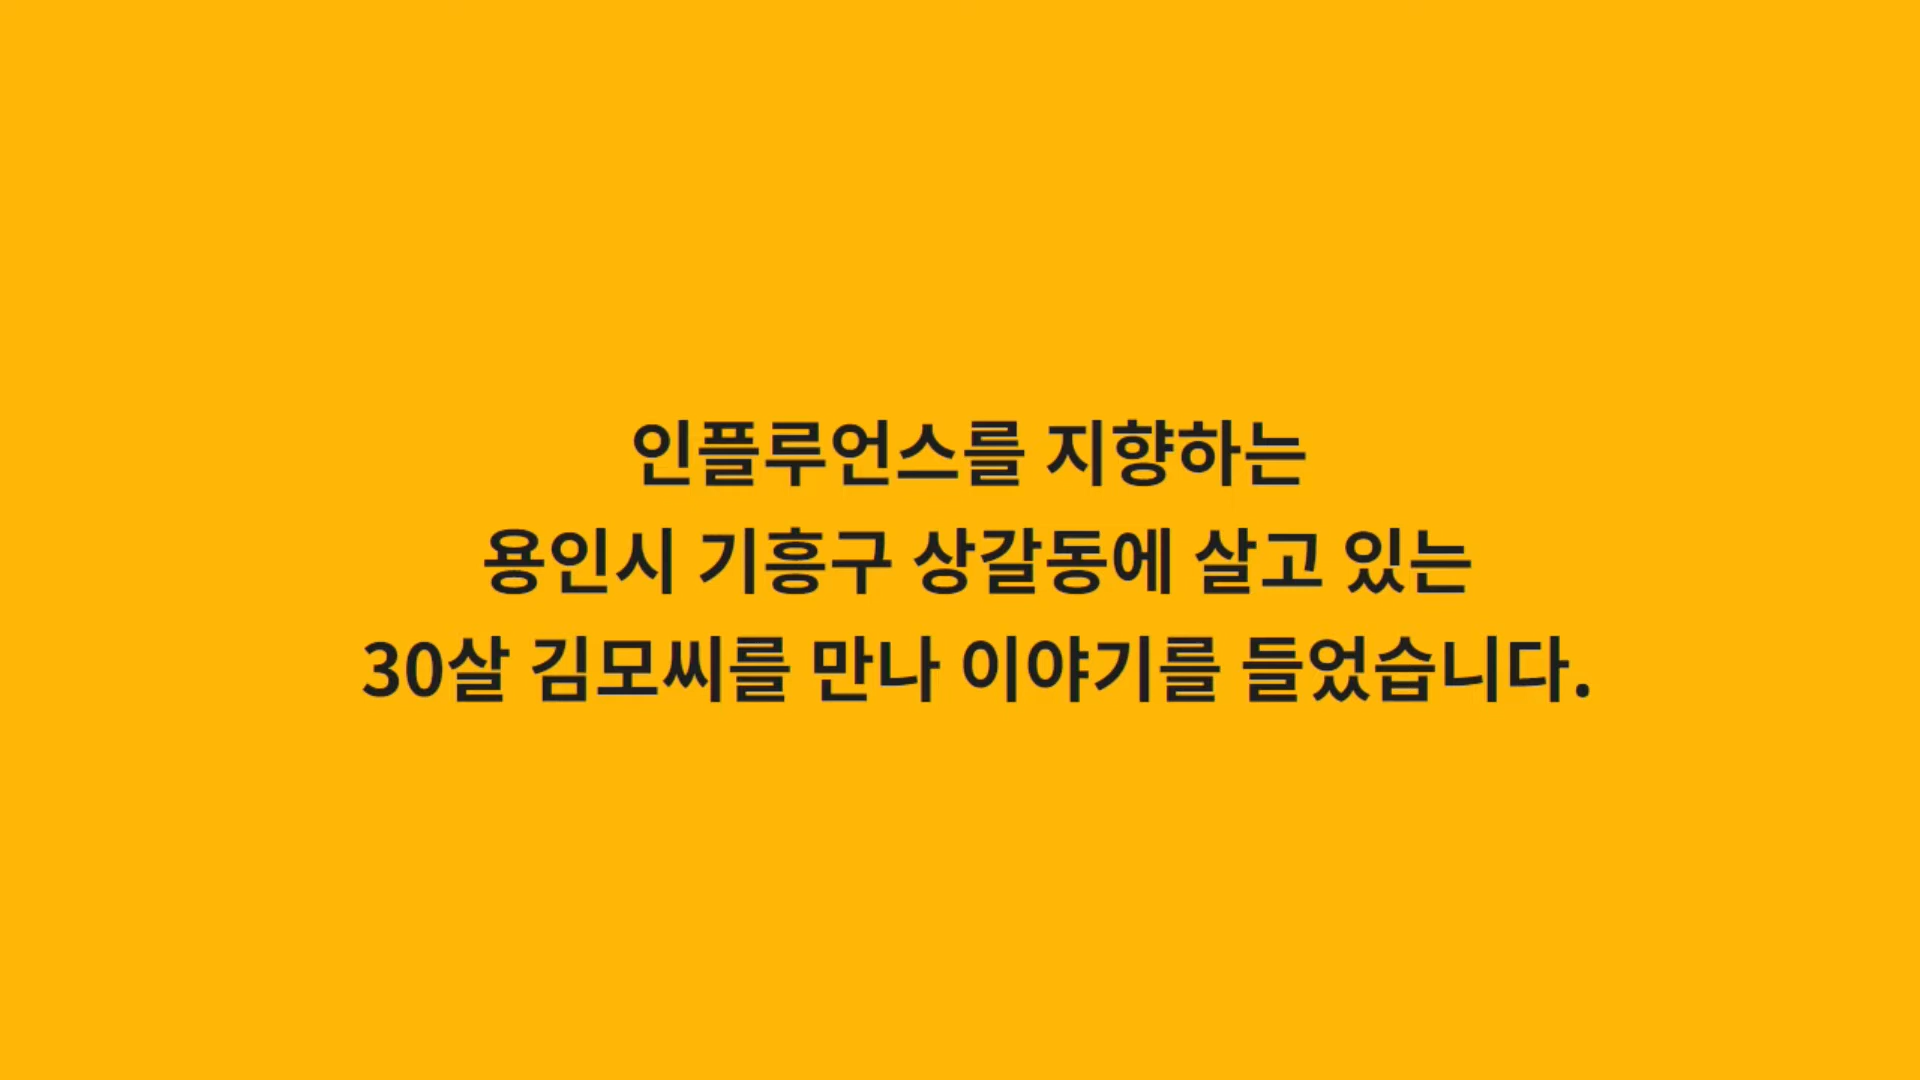 인플루언스를 지향하는
용인시 기흥구 상갈동에 살고 있는
30살 김모씨를 만나 이야기를 들었습니다.